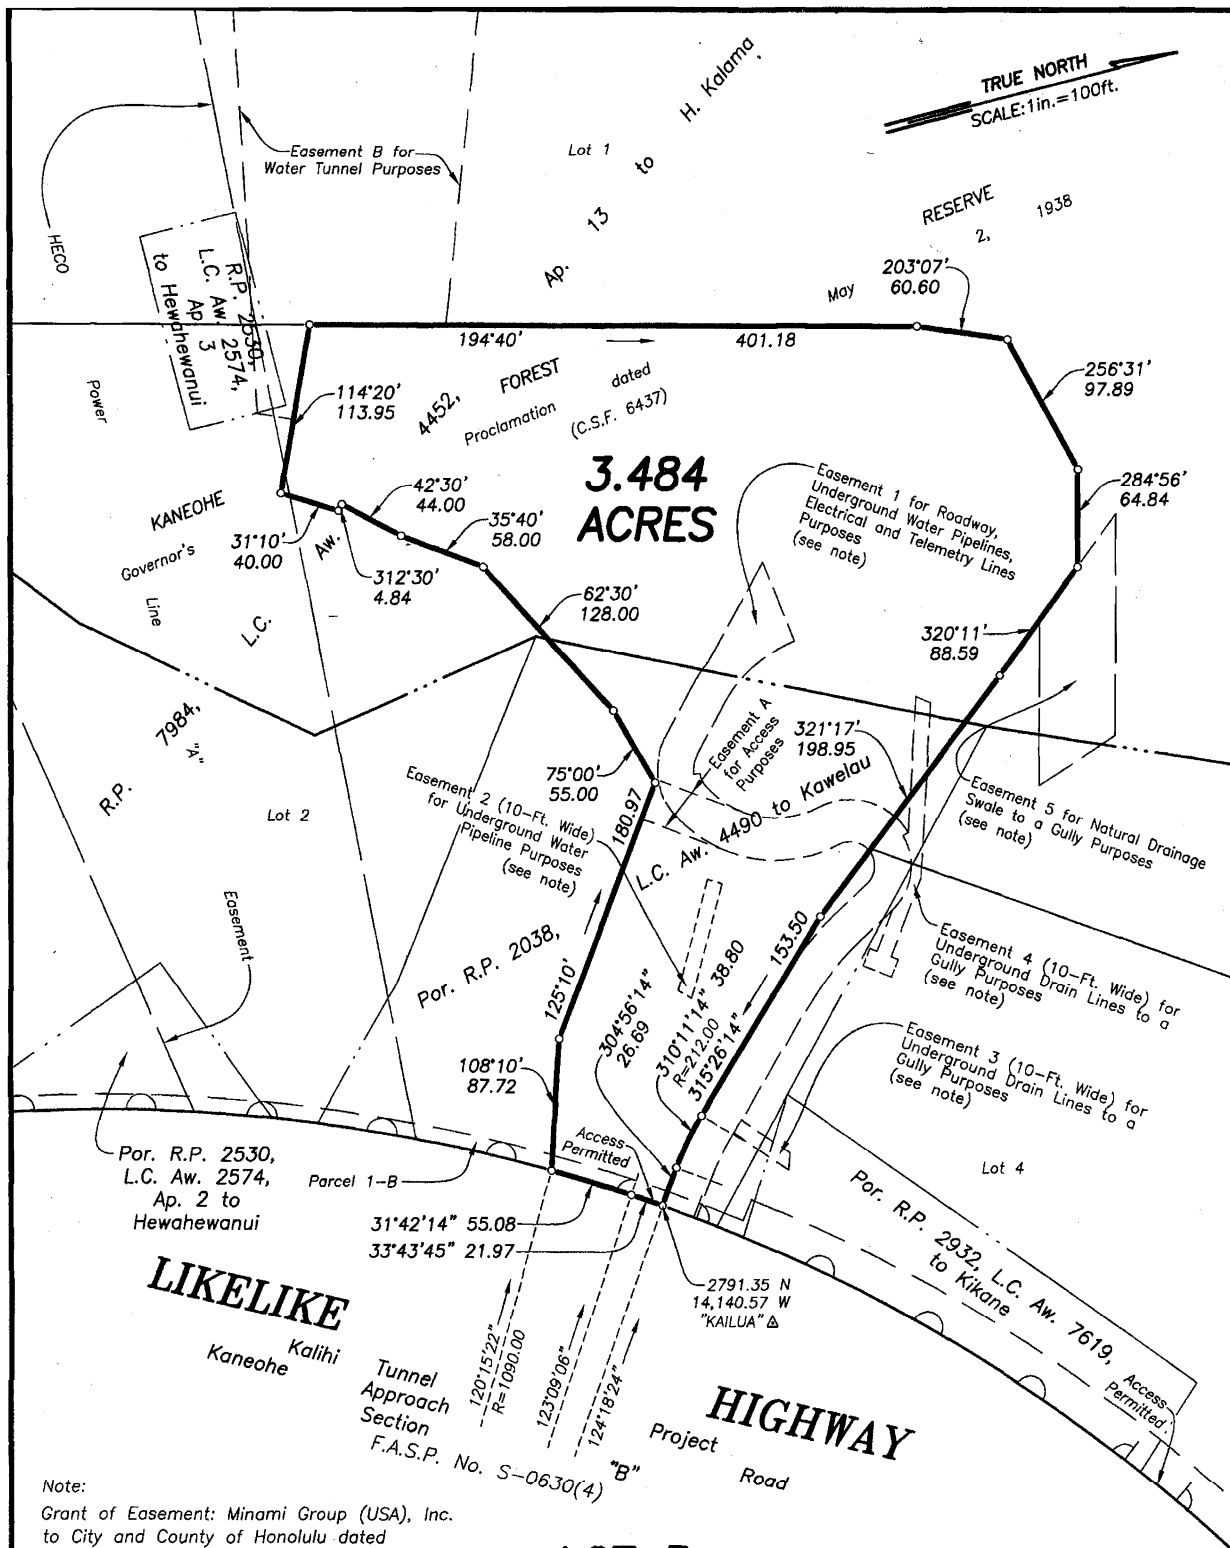 TRUE NORTH
SCALE: 1in.=100ft.
H. Kalama
to
13
Ap.
Lot 1
Easement B for
Water Tunnel Purposes
HECO
Power
R.P. 2530,
L.C. Aw. 2574,
Ap. 3
to Hewahewanui
RESERVE
2,
1938
May
203°07'
60.60
194°40'
401.18
256°31'
97.89
114°20'
113.95
4452,
FOREST
Proclamation
dated
(C.S.F. 6437)
3.484
ACRES
284°56'
64.84
42°30'
44.00
35°40'
58.00
KANEOHE
Governor's
Line
31°10'
40.00
Aw.
L.C.
312°30'
4.84
62°30'
128.00
Easement 1 for Roadway,
Underground Water Pipelines,
Electrical and Telemetry Lines
Purposes
(see note)
320°11'
88.59
Easement A
for Access
Purposes
321°17'
198.95
7984,
"A"
R.P.
Lot 2
75°00'
55.00
Easement 2 (10-Ft. Wide)
for Underground Water
Pipeline Purposes
(see note)
180.97
125°10'
L.C. Aw. 4490 to Kawelau
Easement 5 for Natural Drainage
Swale to a Gully Purposes
(see note)
Easement
Por. R.P. 2038,
153.50
315°26'14"
Easement 4 (10-Ft. Wide) for
Underground Drain Lines to a
Gully Purposes
(see note)
304°56'14"
26.69
310°11'14" 38.80
R=212.00
108°10'
87.72
Easement 3 (10-Ft. Wide) for
Underground Drain Lines to a
Gully Purposes
(see note)
Access
Permitted
Lot 4
Por. R.P. 2530,
L.C. Aw. 2574,
Ap. 2 to
Hewahewanui
Parcel 1-B
31°42'14" 55.08
33°43'45" 21.97
Por. R.P. 2932, L.C. Aw. 7619,
to Kikane
2791.35 N
14,140.57 W
"KAILUA"
LIKELIKE
HIGHWAY
Kalihi
Kaneohe
Tunnel
Approach
Section
F.A.S.P. No. S-0630(4)
120°15'22"
R=1090.00
123°09'06"
124°18'24"
"B"
Project
Road
Access
Permitted
Note:
Grant of Easement: Minami Group (USA), Inc.
to City and County of Honolulu dated